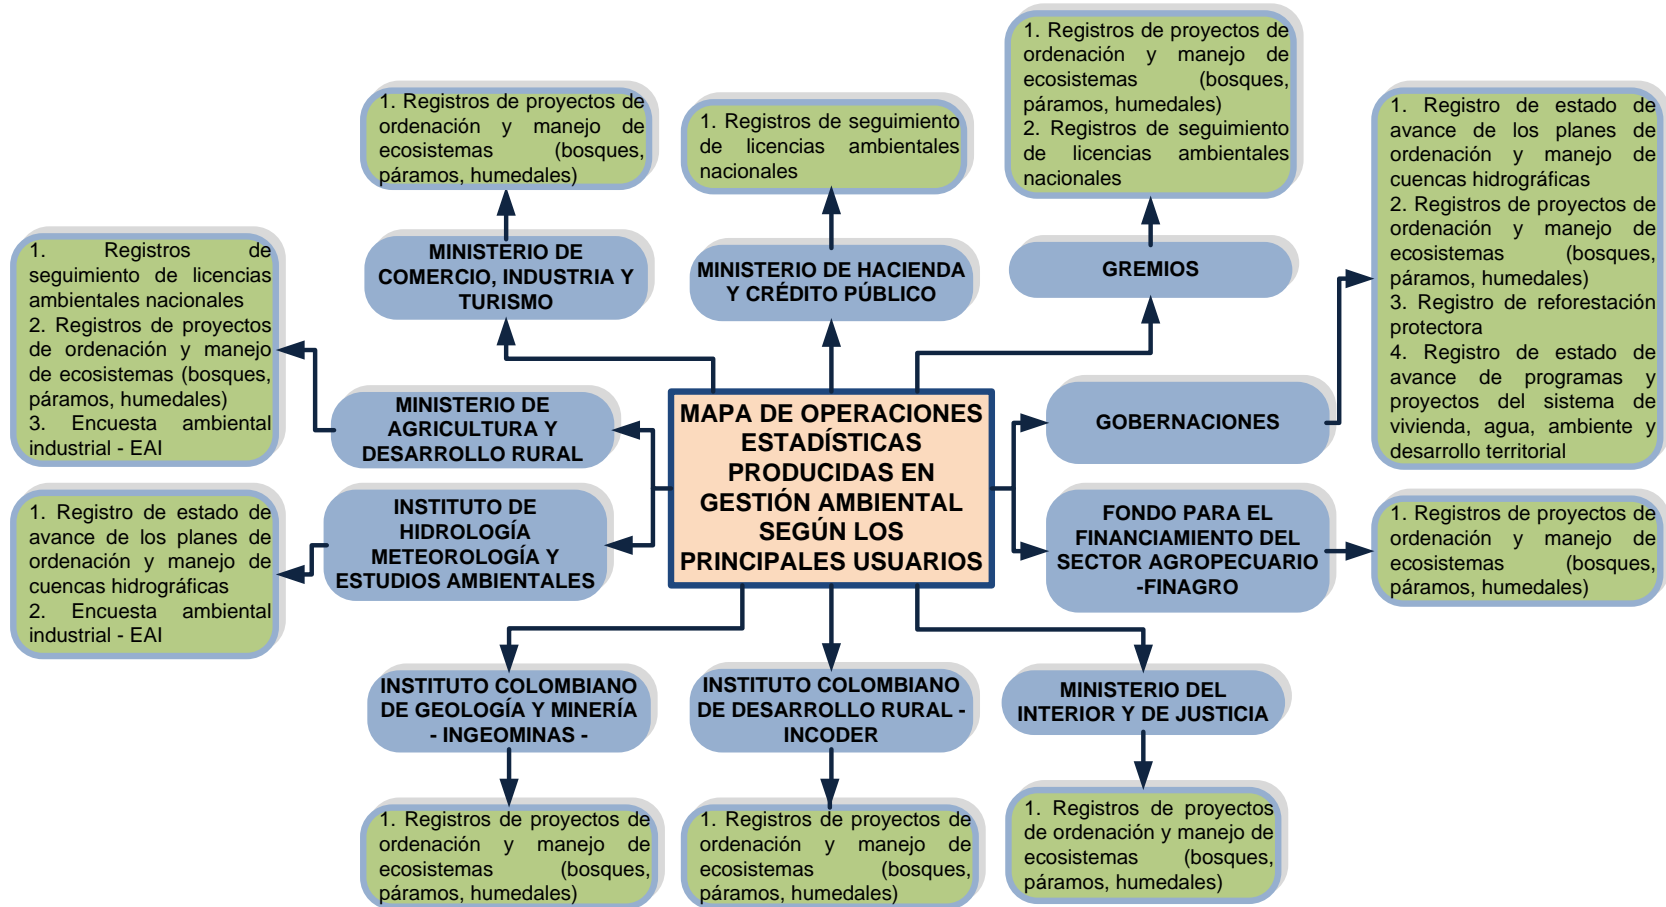 1. Registros de proyectos de
ordenación y manejo de
ecosistemas (bosques,
páramos, humedales)
1. Registros de seguimiento
de licencias ambientales
nacionales
1. Registros de proyectos de
ordenación y manejo de
ecosistemas (bosques,
páramos, humedales)
2. Registros de seguimiento
de licencias ambientales
nacionales
1. Registro de estado de
avance de los planes de
ordenación y manejo de
cuencas hidrográficas
2. Registros de proyectos de
ordenación y manejo de
ecosistemas (bosques,
páramos, humedales)
3. Registro de reforestación
protectora
4. Registro de estado de
avance de programas y
proyectos del sistema de
vivienda, agua, ambiente y
desarrollo territorial
MINISTERIO DE
COMERCIO, INDUSTRIA Y
TURISMO
MINISTERIO DE HACIENDA
Y CRÉDITO PÚBLICO
GREMIOS
1. Registros de
seguimiento de licencias
ambientales nacionales
2. Registros de proyectos
de ordenación y manejo
de ecosistemas (bosques,
páramos, humedales)
3. Encuesta ambiental
industrial - EAI
MINISTERIO DE
AGRICULTURA Y
DESARROLLO RURAL
MAPA DE OPERACIONES
ESTADÍSTICAS
PRODUCIDAS EN
GESTIÓN AMBIENTAL
SEGÚN LOS
PRINCIPALES USUARIOS
GOBERNACIONES
1. Registro de estado de
avance de los planes de
ordenación y manejo de
cuencas hidrográficas
2. Encuesta ambiental
industrial - EAI
INSTITUTO DE
HIDROLOGÍA
METEOROLOGÍA Y
ESTUDIOS AMBIENTALES
FONDO PARA EL
FINANCIAMIENTO DEL
SECTOR AGROPECUARIO
-FINAGRO
1. Registros de proyectos de
ordenación y manejo de
ecosistemas (bosques,
páramos, humedales)
INSTITUTO COLOMBIANO
DE GEOLOGÍA Y MINERÍA
- INGEOMINAS -
INSTITUTO COLOMBIANO
DE DESARROLLO RURAL -
INCODER
MINISTERIO DEL
INTERIOR Y DE JUSTICIA
1. Registros de proyectos de
ordenación y manejo de
ecosistemas (bosques,
páramos, humedales)
1. Registros de proyectos de
ordenación y manejo de
ecosistemas (bosques,
páramos, humedales)
1. Registros de proyectos
de ordenación y manejo de
ecosistemas (bosques,
páramos, humedales)